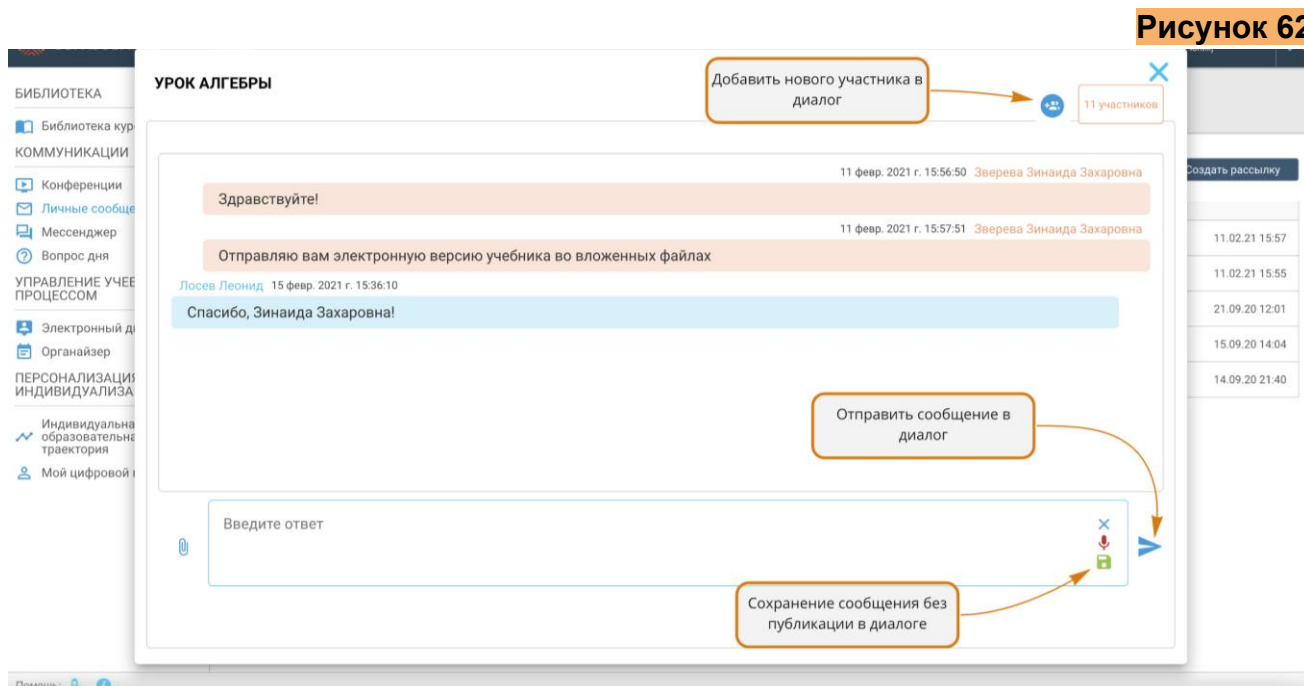 Рисунок 62
УРОК АЛГЕБРЫ
Добавить нового участника в
диалог
11 участников
БИБЛИОТЕКА
Библиотека кур
КОММУНИКАЦИИ
Конференции
Личные сообще
Мессенджер
Вопрос дня
УПРАВЛЕНИЕ УЧЕБ
ПРОЦЕССОМ
Электронный д
Органайзер
ПЕРСОНАЛИЗАЦИЯ
ИНДИВИДУАЛИЗА
Индивидуальна
образовательна
траектория
Мой цифровой
11 февр. 2021 г. 15:56:50 Зверева Зинаида Захаровна
Здравствуйте!
11 февр. 2021 г. 15:57:51 Зверева Зинаида Захаровна
Отправляю вам электронную версию учебника во вложенных файлах
Лосев Леонид 15 февр. 2021 г. 15:36:10
Спасибо, Зинаида Захаровна!
Отправить сообщение в
диалог
Введите ответ
Сохранение сообщения без
публикации в диалоге
Создать рассылку
11.02.21 15:57
11.02.21 15:55
21.09.20 12:01
15.09.20 14:04
14.09.20 21:40
Помощь: